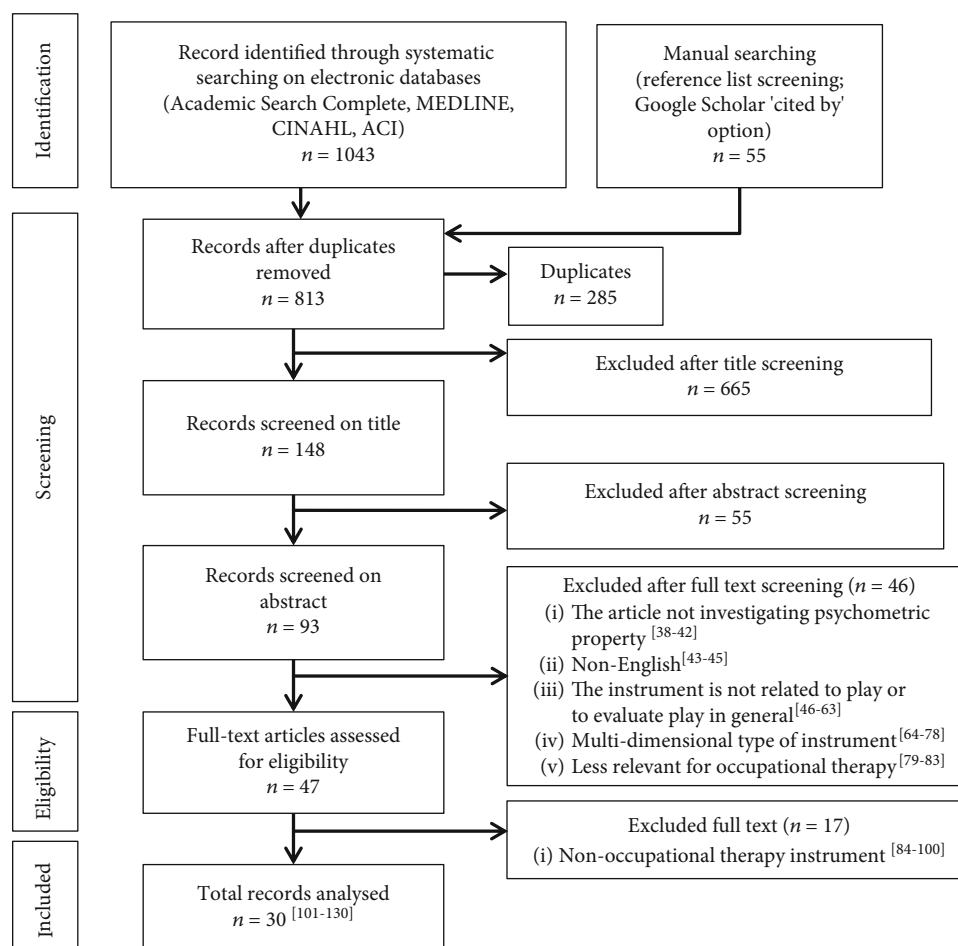 Identification
Record identified through systematic
searching on electronic databases
(Academic Search Complete, MEDLINE,
CINAHL, ACI)
n = 1043
Manual searching
(reference list screening;
Google Scholar 'cited by'
option)
n = 55
Screening
Records after duplicates
removed
n = 813
Duplicates
n = 285
Excluded after title screening
n = 665
Records screened on title
n = 148
Excluded after abstract screening
n = 55
Records screened on
abstract
n = 93
Excluded after full text screening (n = 46)
(i) The article not investigating psychometric
property [38-42]
(ii) Non-English[43-45]
(iii) The instrument is not related to play or
to evaluate play in general[46-63]
(iv) Multi-dimensional type of instrument[64-78]
(v) Less relevant for occupational therapy[79-83]
Eligibility
Full-text articles assessed
for eligibility
n = 47
Excluded full text (n = 17)
(i) Non-occupational therapy instrument [84-100]
Included
Total records analysed
n = 30 [101-130]